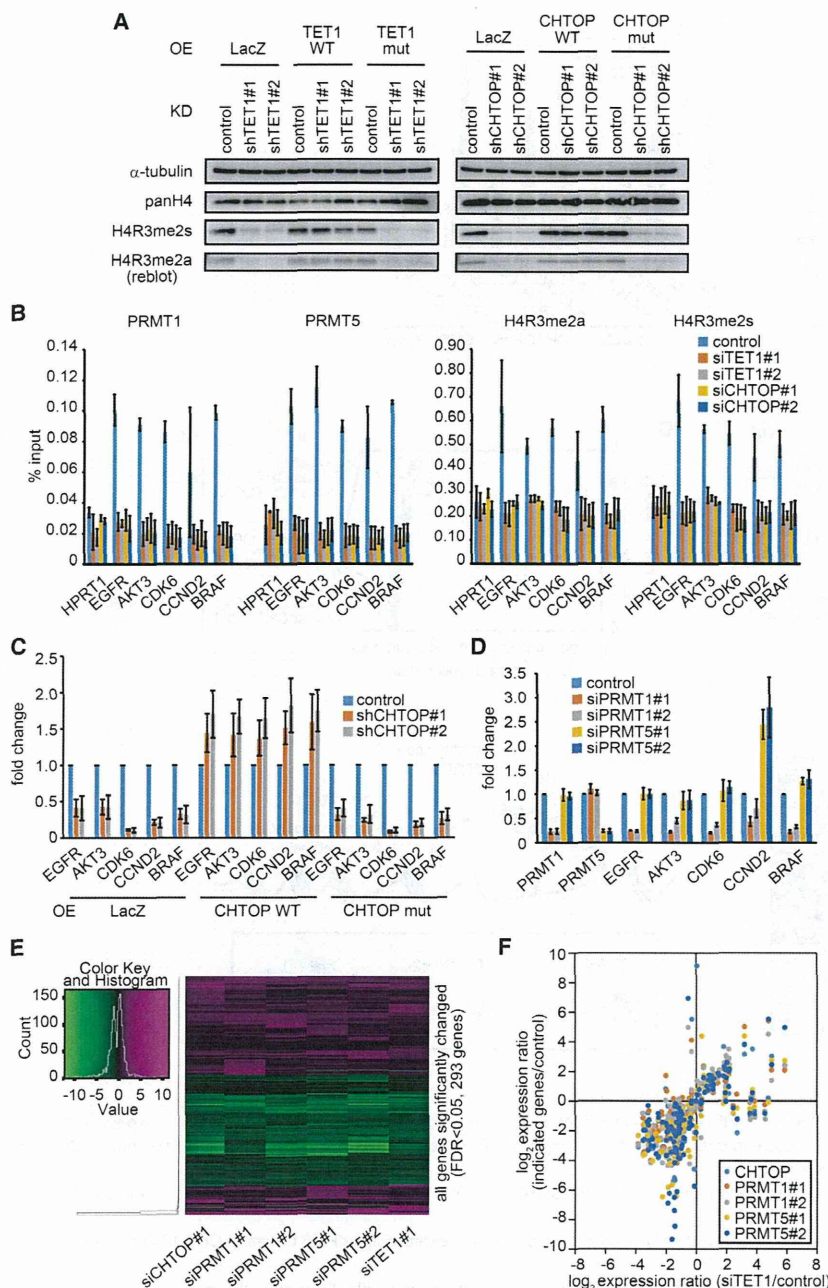 A
OE
LacZ
TET1 WT
TET1 mut
LacZ
CHTOP WT
CHTOP mut
KD
control
shTET1#1
shTET1#2
control
shTET1#1
shTET1#2
control
shTET1#1
shTET1#2
control
shCHTOP#1
shCHTOP#2
control
shCHTOP#1
shCHTOP#2
control
shCHTOP#1
shCHTOP#2
α-tubulin
panH4
H4R3me2s
H4R3me2a
(reblot)
B
PRMT1
PRMT5
H4R3me2a
H4R3me2s
control
siTET1#1
siTET1#2
siCHTOP#1
siCHTOP#2
% input
0.14
0.12
0.10
0.08
0.06
0.04
0.02
0
0.90
0.80
0.70
0.60
0.50
0.40
0.30
0.20
0.10
0
HPRT1
EGFR
AKT3
CDK6
CCND2
BRAF
HPRT1
EGFR
AKT3
CDK6
CCND2
BRAF
HPRT1
EGFR
AKT3
CDK6
CCND2
BRAF
HPRT1
EGFR
AKT3
CDK6
CCND2
BRAF
C
fold change
2.5
2.0
1.5
1.0
0.5
0
control
shCHTOP#1
shCHTOP#2
EGFR
AKT3
CDK6
CCND2
BRAF
EGFR
AKT3
CDK6
CCND2
BRAF
EGFR
AKT3
CDK6
CCND2
BRAF
OE
LacZ
CHTOP WT
CHTOP mut
D
fold change
3.5
3.0
2.5
2.0
1.5
1.0
0.5
0
control
siPRMT1#1
siPRMT1#2
siPRMT5#1
siPRMT5#2
PRMT1
PRMT5
EGFR
AKT3
CDK6
CCND2
BRAF
E
Color Key
and Histogram
Count
150
100
50
0
-10
-5
0
5
10
Value
all genes significantly changed
(FDR<0.05, 293 genes)
siCHTOP#1
siPRMT1#1
siPRMT1#2
siPRMT5#1
siPRMT5#2
siTET1#1
F
log2 expression ratio
(indicated genes/control)
10
8
6
4
2
0
-2
-4
-6
-8
-10
CHTOP
PRMT1#1
PRMT1#2
PRMT5#1
PRMT5#2
-8
-6
-4
-2
0
2
4
6
8
log2 expression ratio (siTET1/control)